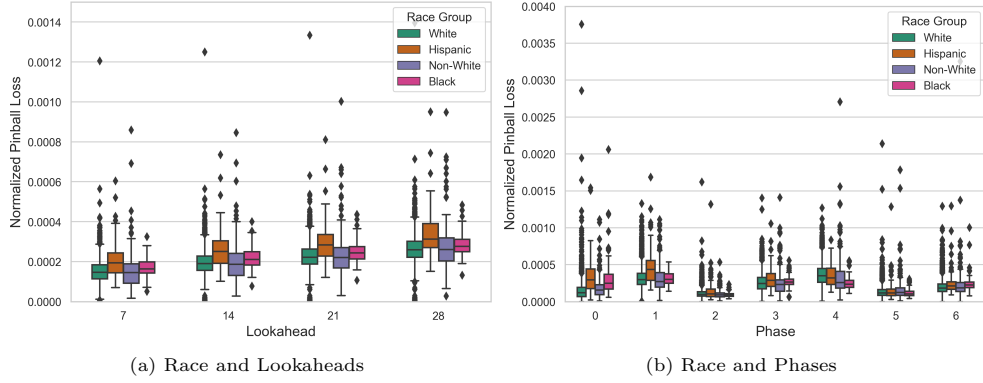 0.0014
0.0012
0.0010
0.0008
0.0006
0.0004
0.0002
0.0000
Normalized Pinball Loss
Race Group
White
Hispanic
Non-White
Black
7 14 21 28
Lookahead
(a) Race and Lookaheads
0.0040
0.0035
0.0030
0.0025
0.0020
0.0015
0.0010
0.0005
0.0000
Normalized Pinball Loss
Race Group
White
Hispanic
Non-White
Black
0 1 2 3 4 5 6
Phase
(b) Race and Phases